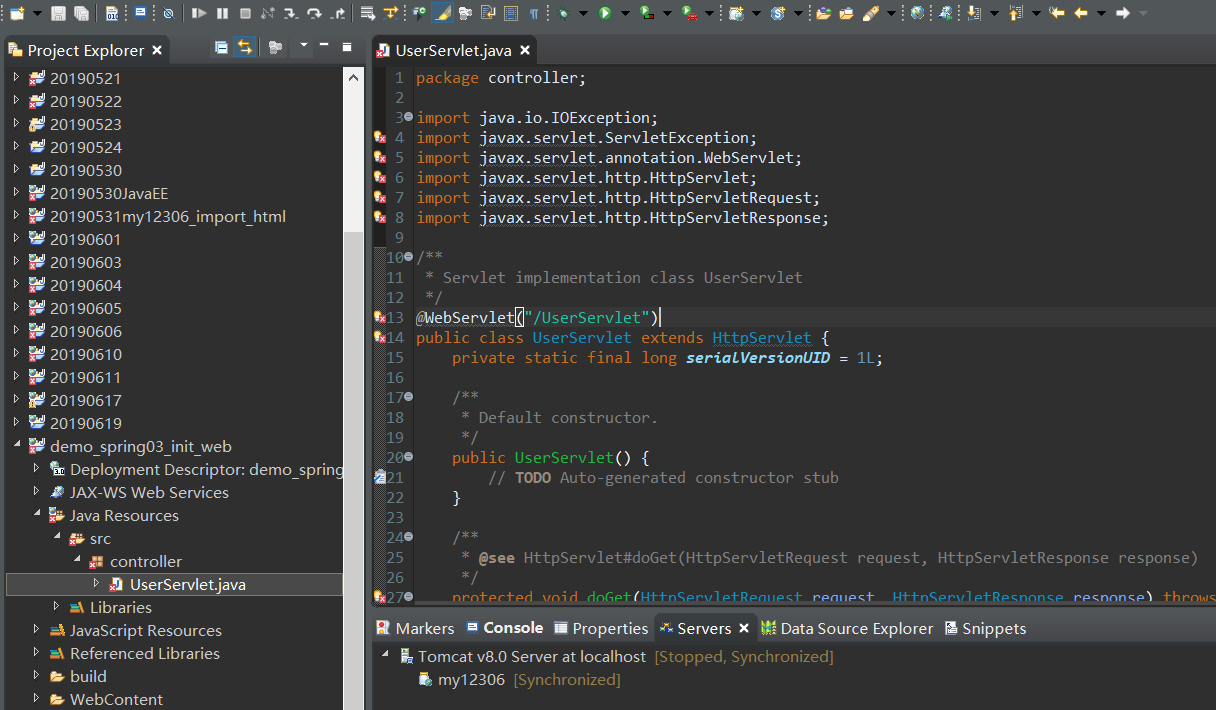 Project Explorer
20190521
20190522
20190523
20190524
20190530
20190530JavaEE
20190531my12306_import_html
20190601
20190603
20190604
20190605
20190606
20190610
20190611
20190617
20190619
demo_spring03_init_web
Deployment Descriptor: demo_spring
JAX-WS Web Services
Java Resources
src
controller
UserServlet.java
Libraries
JavaScript Resources
Referenced Libraries
build
WebContent
UserServlet.java
1 package controller;
2
3 import java.io.IOException;
4 import javax.servlet.ServletException;
5 import javax.servlet.annotation.WebServlet;
6 import javax.servlet.http.HttpServlet;
7 import javax.servlet.http.HttpServletRequest;
8 import javax.servlet.http.HttpServletResponse;
9
10 /**
11  * Servlet implementation class UserServlet
12  */
13 @WebServlet("/UserServlet")
14 public class UserServlet extends HttpServlet {
15     private static final long serialVersionUID = 1L;
16
17     /**
18      * Default constructor.
19      */
20     public UserServlet() {
21         // TODO Auto-generated constructor stub
22     }
23
24     /**
25      * @see HttpServlet#doGet(HttpServletRequest request, HttpServletResponse response)
26      */
27     protected void doGet(HttpServletRequest request, HttpServletResponse response) throws
Markers Console Properties Servers Data Source Explorer Snippets
Tomcat v8.0 Server at localhost [Stopped, Synchronized]
my12306 [Synchronized]